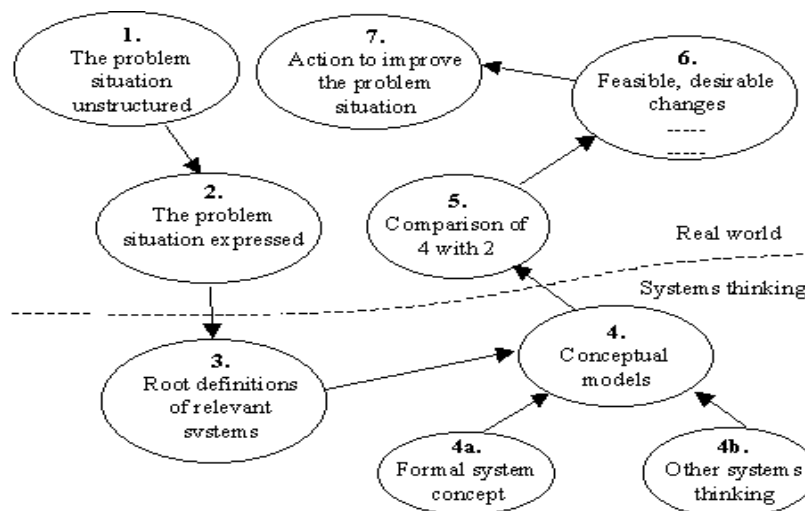 1.
The problem
situation
unstructured
2.
The problem
situation expressed
3.
Root definitions
of relevant
systems
4.
Conceptual
models
4a.
Formal system
concept
4b.
Other systems
thinking
5.
Comparison of
4 with 2
6.
Feasible, desirable
changes
7.
Action to improve
the problem
situation
Real world
Systems thinking